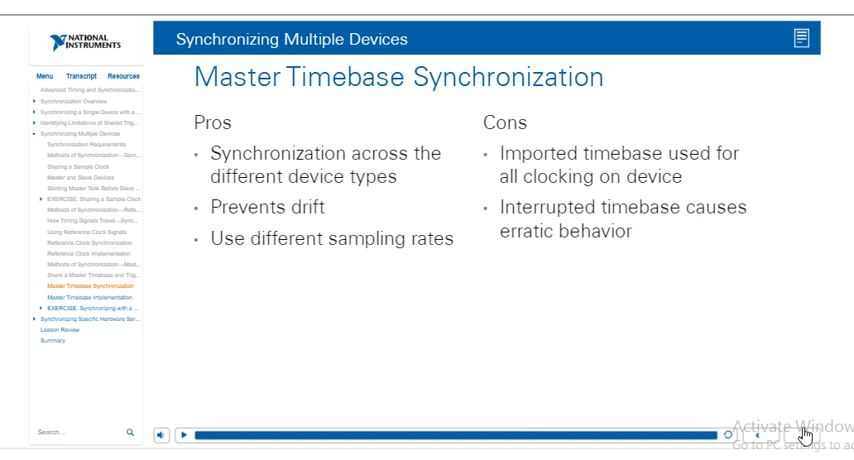 NATIONAL
INSTRUMENTS
Synchronizing Multiple Devices
Menu Transcript Resources
Advanced Timing and Synchronizatio...
Synchronization Overview
Synchronizing a Single Device with a ...
Identifying Limitations of Shared Trig...
Synchronizing Multiple Devices
Synchronization Requirements
Methods of Synchronization—Sam...
Sharing a Sample Clock
Master and Slave Devices
Starting Master Task Before Slave ...
EXERCISE: Sharing a Sample Clock
Methods of Synchronization—Refe...
How Timing Signals Travel—Sync...
Using Reference Clock Signals
Reference Clock Synchronization
Reference Clock Implementation
Methods of Synchronization—Mast...
Share a Master Timebase and Trig...
Master Timebase Synchronization
Master Timebase Implementation
EXERCISE: Synchronizing with a ...
Synchronizing Specific Hardware Ser...
Lesson Review
Summary
Search...
Master Timebase Synchronization
Pros
• Synchronization across the
different device types
• Prevents drift
• Use different sampling rates
Cons
• Imported timebase used for
all clocking on device
• Interrupted timebase causes
erratic behavior
Activate Window
Go to PC settings to ac